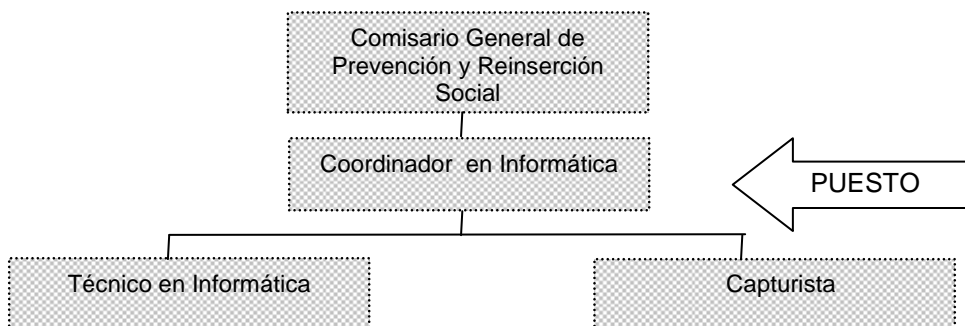 Comisario General de
Prevención y Reinserción
Social
Coordinador en Informática
PUESTO
Técnico en Informática
Capturista